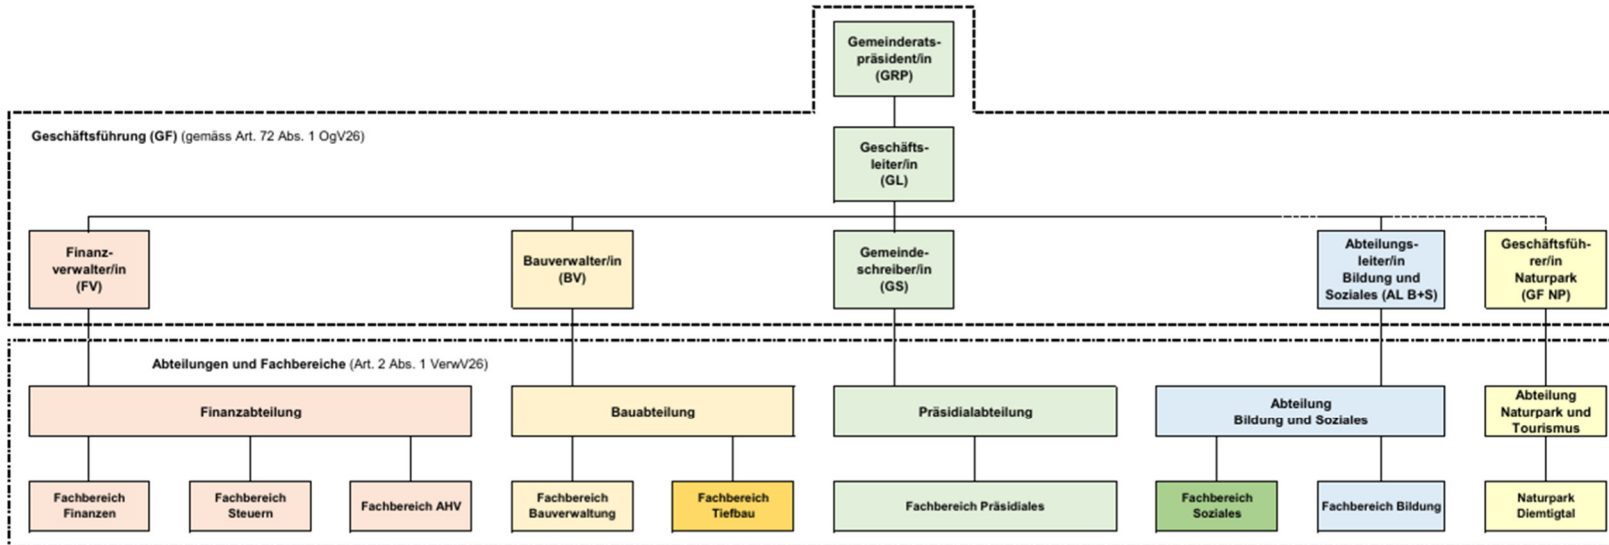 Gemeinderats-
präsident/in
(GRP)
Geschäftsführung (GF) (gemäss Art. 72 Abs. 1 OgV26)
Geschäfts-
leiter/in
(GL)
Finanz-
verwalter/in
(FV)
Bauverwalter/in
(BV)
Gemeinde-
schreiber/in
(GS)
Abteilungs-
leiter/in
Bildung und
Soziales (AL B+S)
Geschäftsfüh-
rer/in
Naturpark
(GF NP)
Abteilungen und Fachbereiche (Art. 2 Abs. 1 VerwV26)
Finanzabteilung
Bauabteilung
Präsidialabteilung
Abteilung
Bildung und Soziales
Abteilung
Naturpark und
Tourismus
Fachbereich
Finanzen
Fachbereich
Steuern
Fachbereich AHV
Fachbereich
Bauverwaltung
Fachbereich
Tiefbau
Fachbereich Präsidiales
Fachbereich
Soziales
Fachbereich Bildung
Naturpark
Diemtigtal